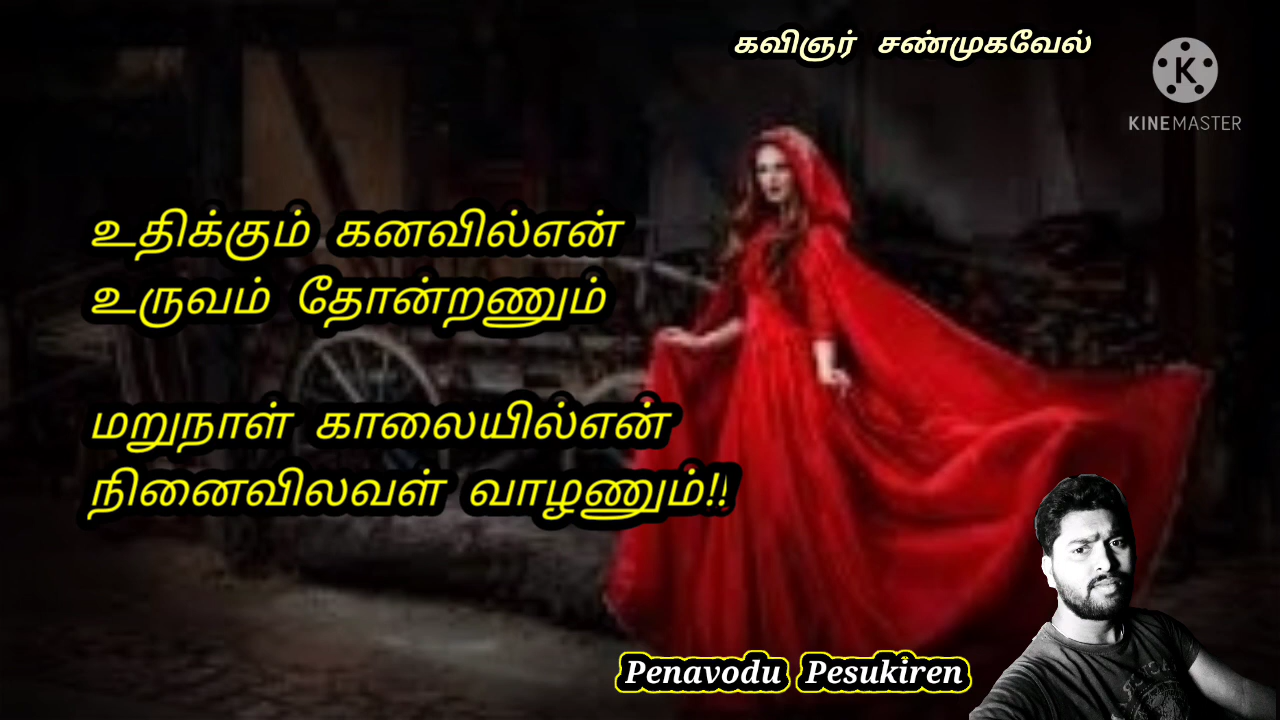 கவிஞர் சண்முகவேல்
KINEMASTER
உதிக்கும் கனவில்என்
உருவம் தோன்றணும்
மறுநாள் காலையில்என்
நினைவிலவள் வாழணும்!!
Penavodu Pesukiren